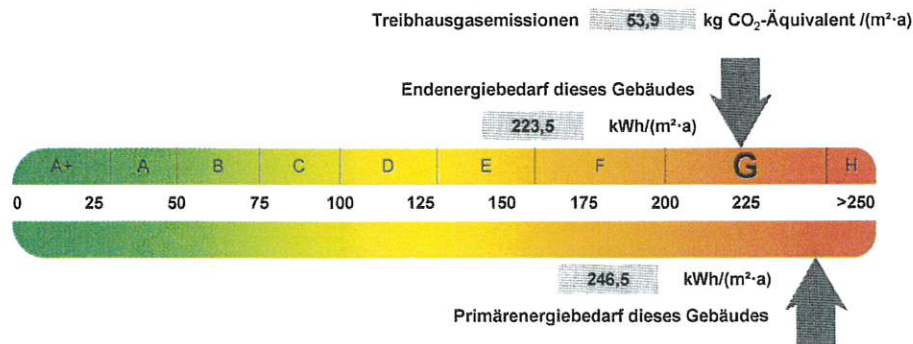 Treibhausgasemissionen 53,9 kg CO₂-Äquivalent /(m²·a)
Endenergiebedarf dieses Gebäudes
223,5 kWh/(m²·a)
A+ A B C D E F G H
0 25 50 75 100 125 150 175 200 225 >250
246,5 kWh/(m²·a)
Primärenergiebedarf dieses Gebäudes